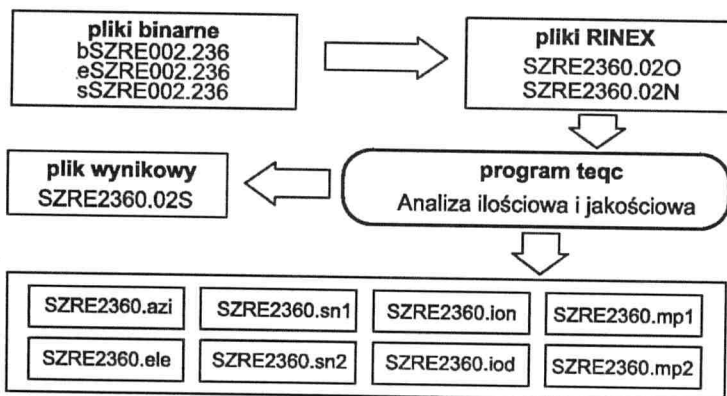 pliki binarne
bSZRE002.236
eSZRE002.236
sSZRE002.236
pliki RINEX
SZRE2360.02O
SZRE2360.02N
plik wynikowy
SZRE2360.02S
program teqc
Analiza ilościowa i jakościowa
SZRE2360.azi
SZRE2360.sn1
SZRE2360.ion
SZRE2360.mp1
SZRE2360.ele
SZRE2360.sn2
SZRE2360.iod
SZRE2360.mp2